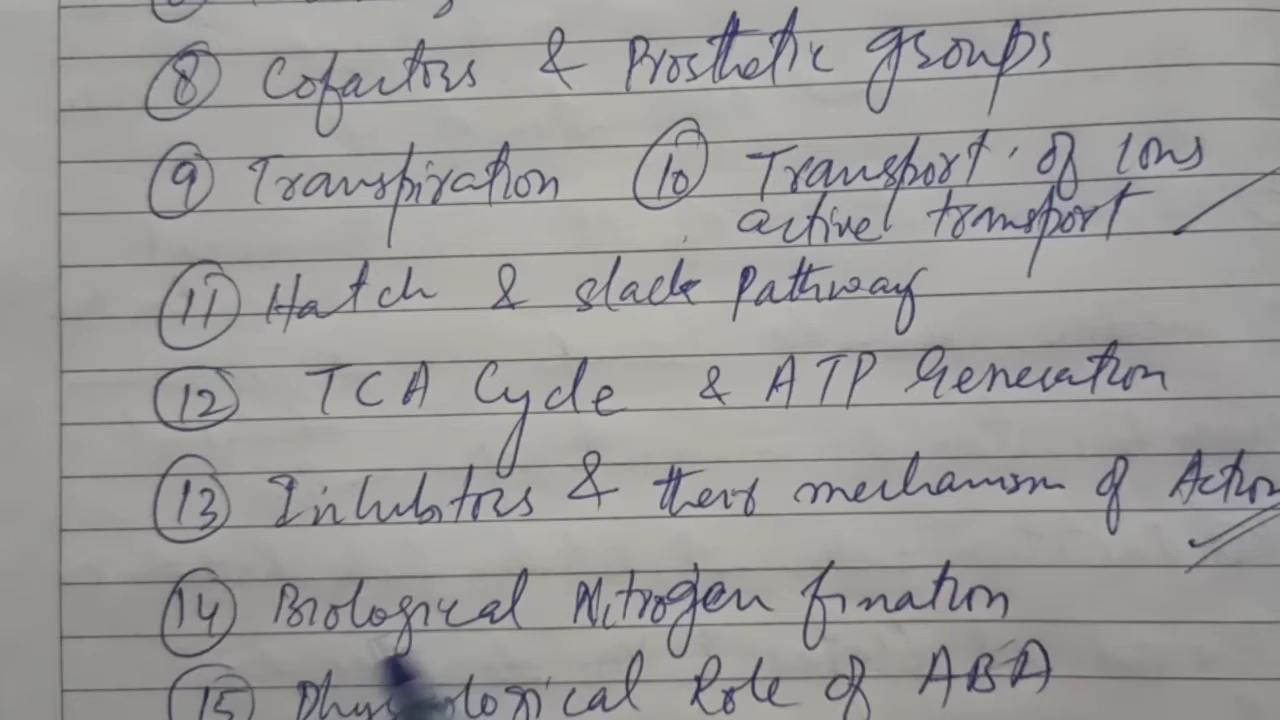 8 Cofactors & Prosthetic groups
9 Transpiration 10 Transport of Ions
active transport
11 Hatch & slack Pathway
12 TCA Cycle & ATP Generation
13 Inhibitors & their mechanism of Action
14 Biological Nitrogen fination
15 Physiological Role of ABA